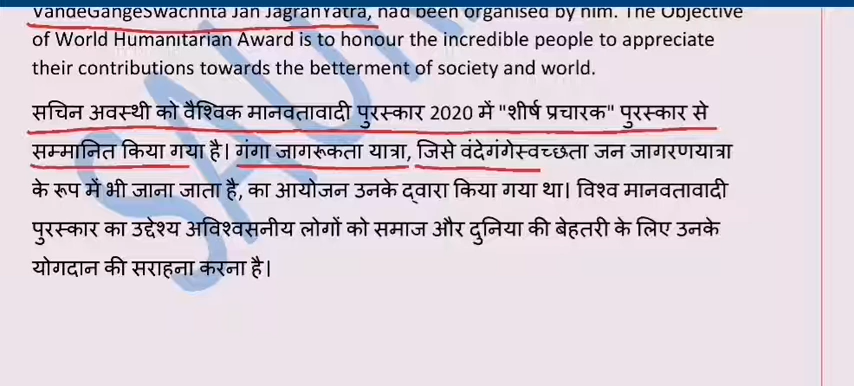 VandeGangeSwachhta Jan JagranYatra, had been organised by him. The Objective
of World Humanitarian Award is to honour the incredible people to appreciate
their contributions towards the betterment of society and world.
सचिन अवस्थी को वैश्विक मानवतावादी पुरस्कार 2020 में "शीर्ष प्रचारक" पुरस्कार से
सम्मानित किया गया है। गंगा जागरूकता यात्रा, जिसे वंदेगंगेस्वच्छता जन जागरणयात्रा
के रूप में भी जाना जाता है, का आयोजन उनके द्वारा किया गया था। विश्व मानवतावादी
पुरस्कार का उद्देश्य अविश्वसनीय लोगों को समाज और दुनिया की बेहतरी के लिए उनके
योगदान की सराहना करना है।